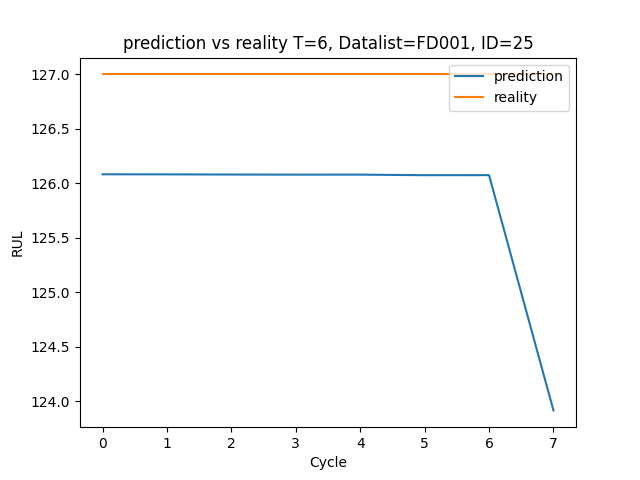 prediction vs reality T=6, Datalist=FD001, ID=25
127.0
126.5
126.0
125.5
125.0
124.5
124.0
RUL
prediction
reality
0 1 2 3 4 5 6 7
Cycle